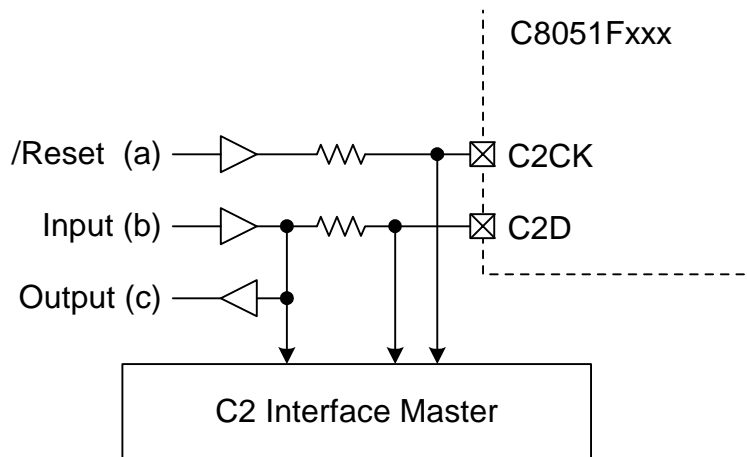 C8051Fxxx
/Reset (a)
C2CK
Input (b)
C2D
Output (c)
C2 Interface Master